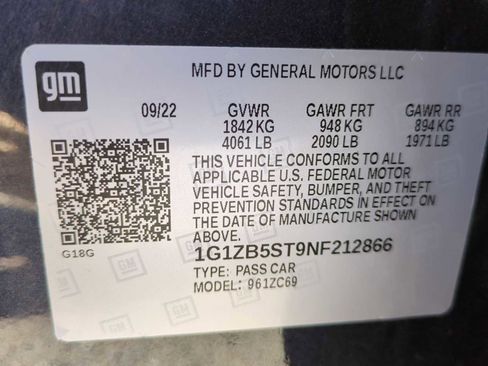 gm
MFD BY GENERAL MOTORS LLC
09/22 GVWR GAWR FRT GAWR RR
1842 KG 948 KG 894 KG
4061 LB 2090 LB 1971 LB
THIS VEHICLE CONFORMS TO ALL
APPLICABLE U.S. FEDERAL MOTOR
VEHICLE SAFETY, BUMPER, AND THEFT
PREVENTION STANDARDS IN EFFECT ON
THE DATE OF MANUFACTURE SHOWN
ABOVE.
G18G
1G1ZB5ST9NF212866
TYPE: PASS CAR
MODEL: 961ZC69